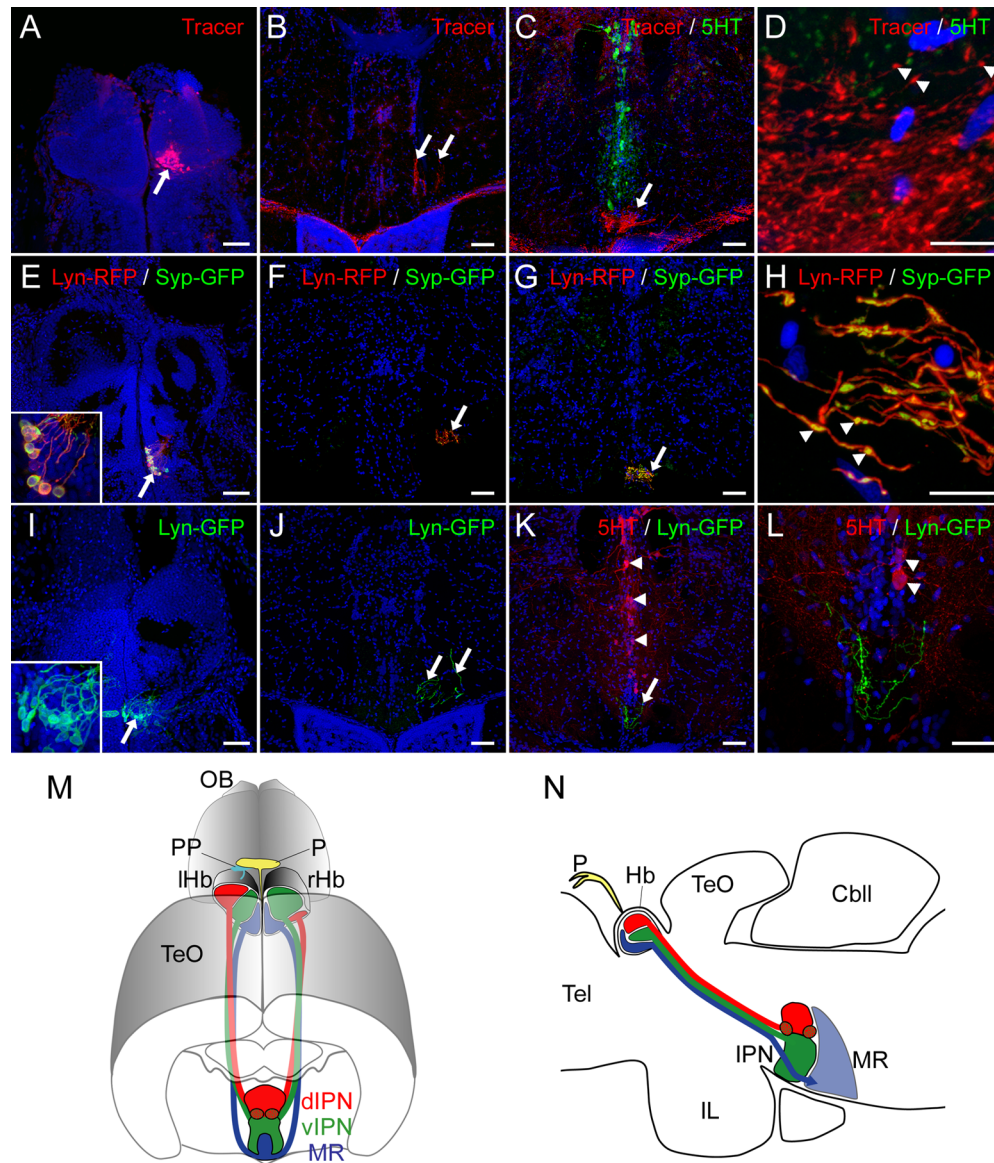 A Tracer
B Tracer
C Tracer / 5HT
D Tracer / 5HT
E Lyn-RFP / Syp-GFP
F Lyn-RFP / Syp-GFP
G Lyn-RFP / Syp-GFP
H Lyn-RFP / Syp-GFP
I Lyn-GFP
J Lyn-GFP
K 5HT / Lyn-GFP
L 5HT / Lyn-GFP
M
OB
PP
P
lHb
rHb
TeO
dIPN
vIPN
MR
N
P
Hb
TeO
Cbll
Tel
IPN
MR
IL